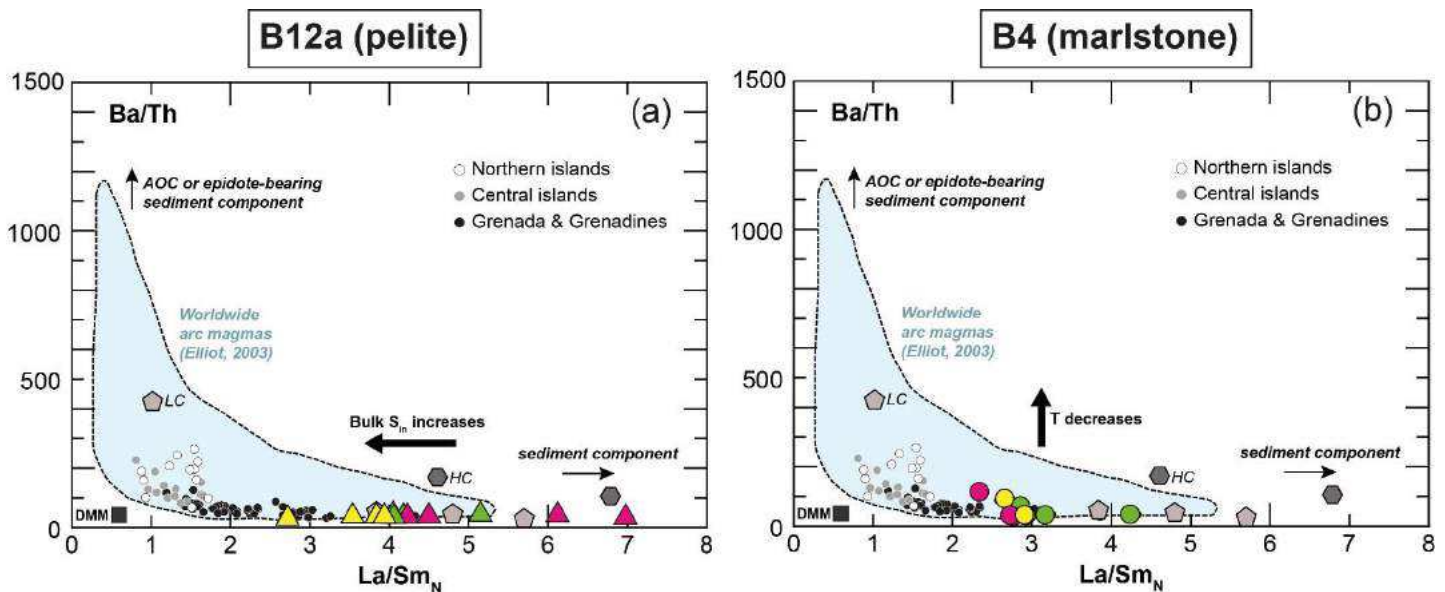 B12a (pelite)
1500
1000
500
0
Ba/Th
(a)
Northern islands
Central islands
Grenada & Grenadines
AOC or epidote-bearing
sediment component
Worldwide
arc magmas
(Elliot, 2003)
LC
Bulk Sin increases
sediment component
HC
DMM
0 1 2 3 4 5 6 7 8
La/SmN
B4 (marlstone)
1500
1000
500
0
Ba/Th
(b)
Northern islands
Central islands
Grenada & Grenadines
AOC or epidote-bearing
sediment component
Worldwide
arc magmas
(Elliot, 2003)
LC
T decreases
sediment component
HC
DMM
0 1 2 3 4 5 6 7 8
La/SmN